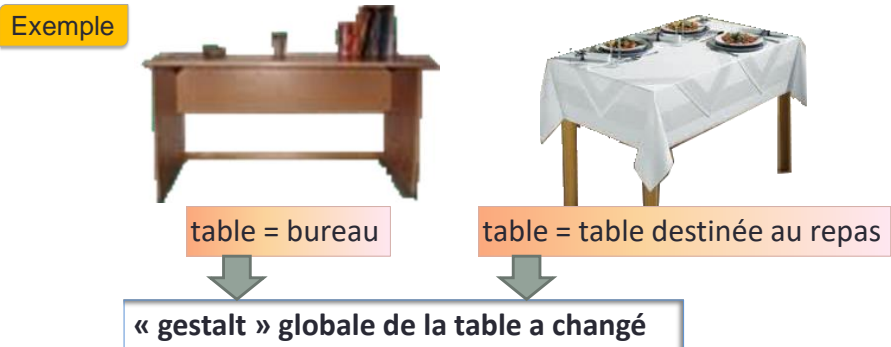 Exemple
table = bureau
table = table destinée au repas
« gestalt » globale de la table a changé